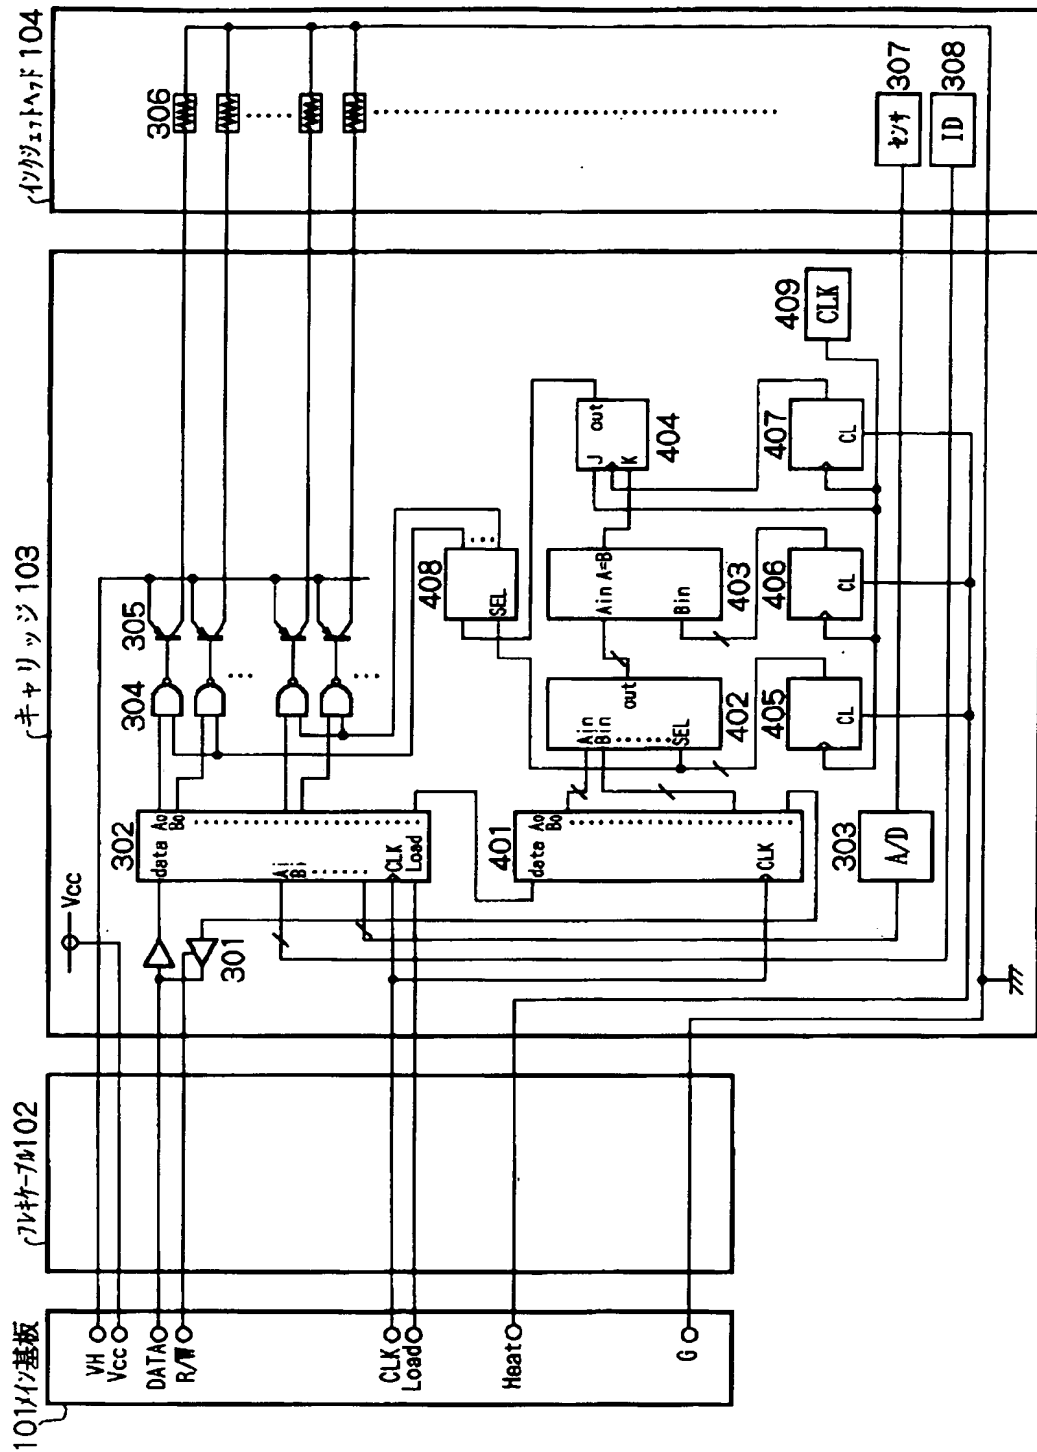 101メイン基板
VH
Vcc
DATA
R/W
CLK
Load
Heat
G
フレキケーブル102
キャリッジ103
Vcc
301
302
data
Ao
Bo
Ai
Bi
CLK
Load
304
305
401
data
Ao
Bo
CLK
303
A/D
402
Ain
Bin
SEL
out
408
SEL
403
Ain
A=B
Bin
404
J
K
out
405
CL
406
CL
407
CL
409
CLK
インクジェットヘッド104
306
センサ
307
ID
308